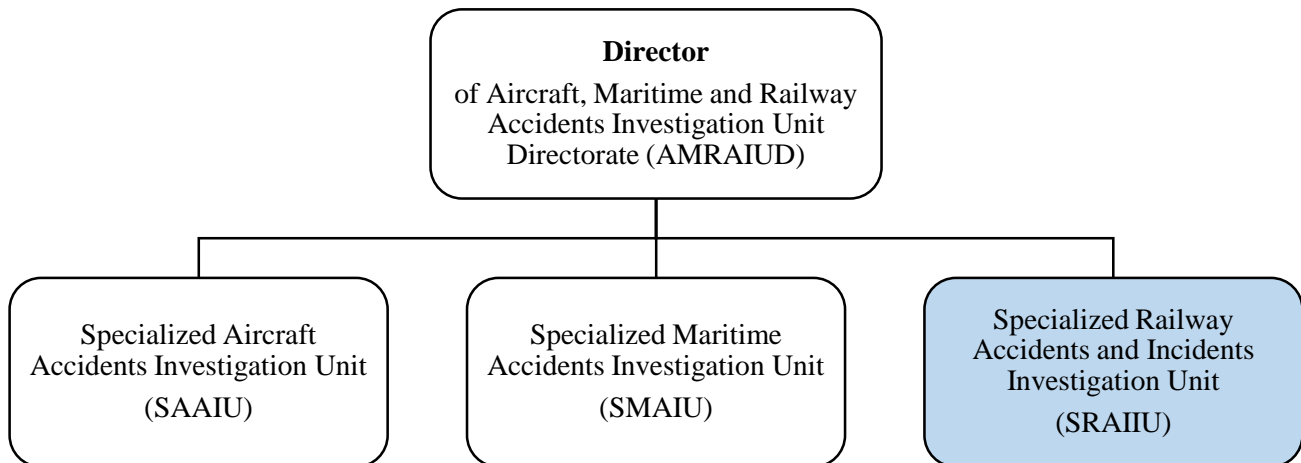 Director
of Aircraft, Maritime and Railway
Accidents Investigation Unit
Directorate (AMRAIUD)
Specialized Aircraft
Accidents Investigation Unit
(SAAIU)
Specialized Maritime
Accidents Investigation Unit
(SMAIU)
Specialized Railway
Accidents and Incidents
Investigation Unit
(SRAIIU)